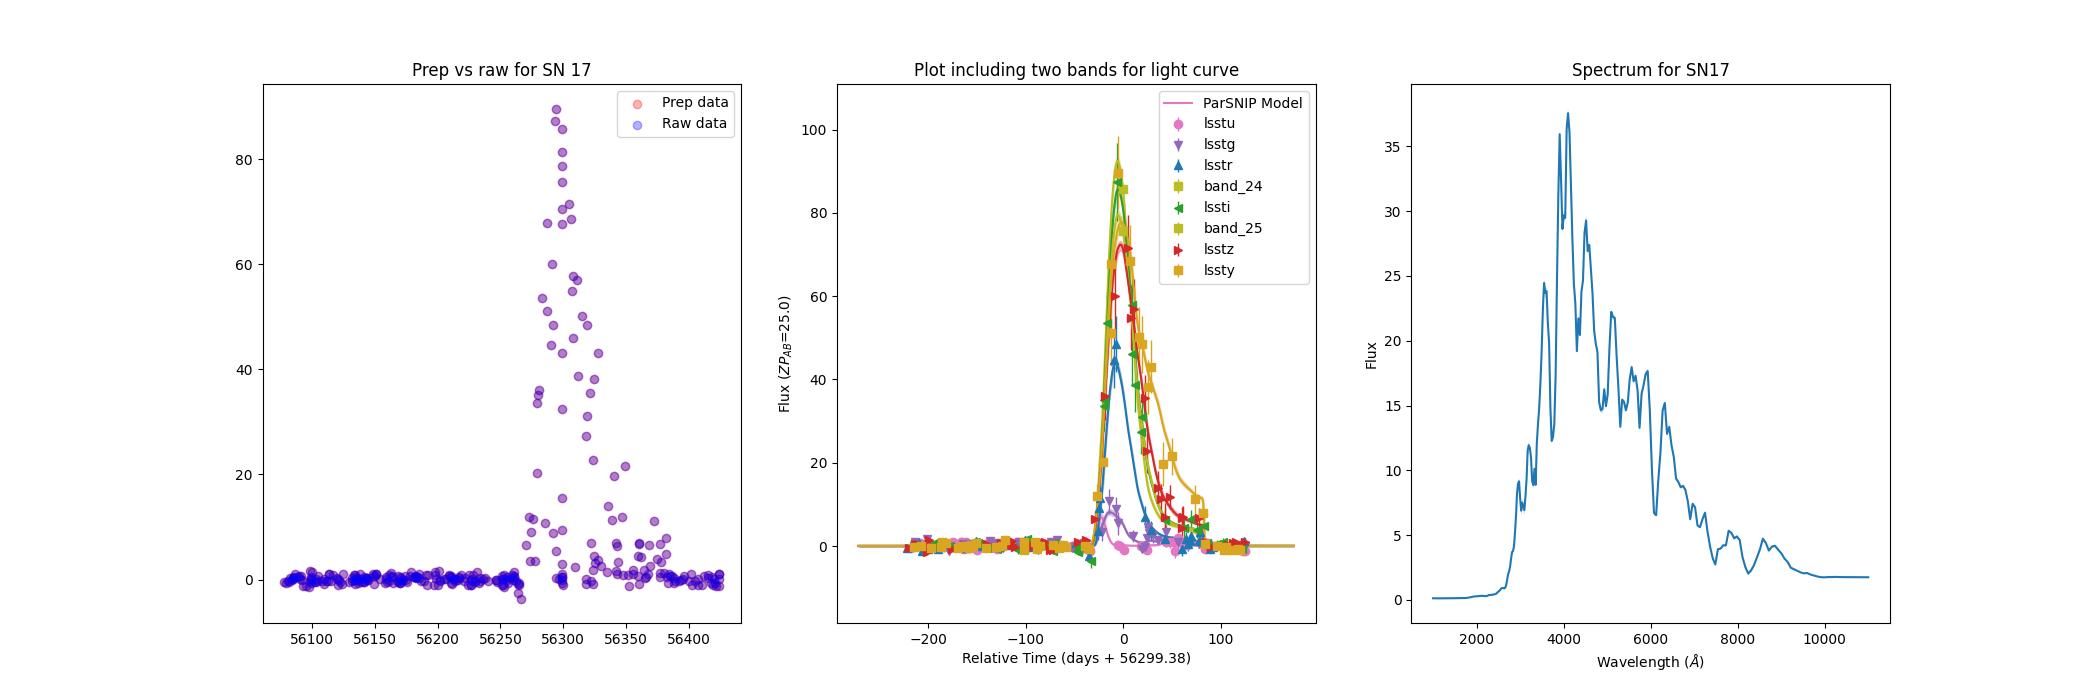 Prep vs raw for SN 17
Prep data
Raw data
80
60
40
20
0
56100 56150 56200 56250 56300 56350 56400
Plot including two bands for light curve
ParSNIP Model
lsstu
lsstg
lsstr
band_24
lssti
band_25
lsstz
lssty
100
80
60
40
20
0
Flux (ZP_AB=25.0)
−200 −100 0 100
Relative Time (days + 56299.38)
Spectrum for SN17
35
30
25
20
15
10
5
0
Flux
2000 4000 6000 8000 10000
Wavelength (Å)